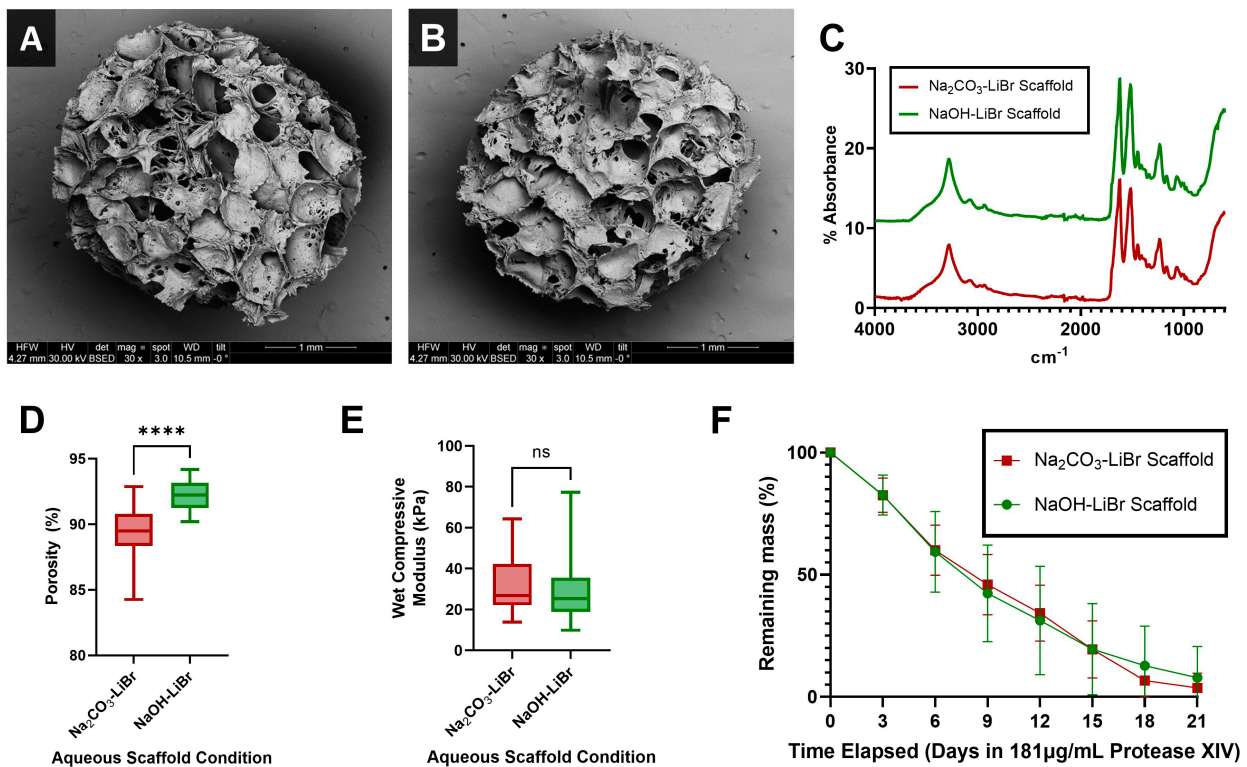 A
HFW HV det mag ⊞ spot WD tilt
4.27 mm 30.00 kV BSED 30 x 3.0 10.5 mm -0 °
1 mm
B
HFW HV det mag ⊞ spot WD tilt
4.27 mm 30.00 kV BSED 30 x 3.0 10.5 mm -0 °
1 mm
C
% Absorbance
30
20
10
0
Na₂CO₃-LiBr Scaffold
NaOH-LiBr Scaffold
4000 3000 2000 1000
cm⁻¹
D
Porosity (%)
95
90
85
80
****
Na₂CO₃-LiBr
NaOH-LiBr
Aqueous Scaffold Condition
E
Wet Compressive
Modulus (kPa)
100
80
60
40
20
0
ns
Na₂CO₃-LiBr
NaOH-LiBr
Aqueous Scaffold Condition
F
Remaining mass (%)
100
50
0
Na₂CO₃-LiBr Scaffold
NaOH-LiBr Scaffold
0 3 6 9 12 15 18 21
Time Elapsed (Days in 181µg/mL Protease XIV)